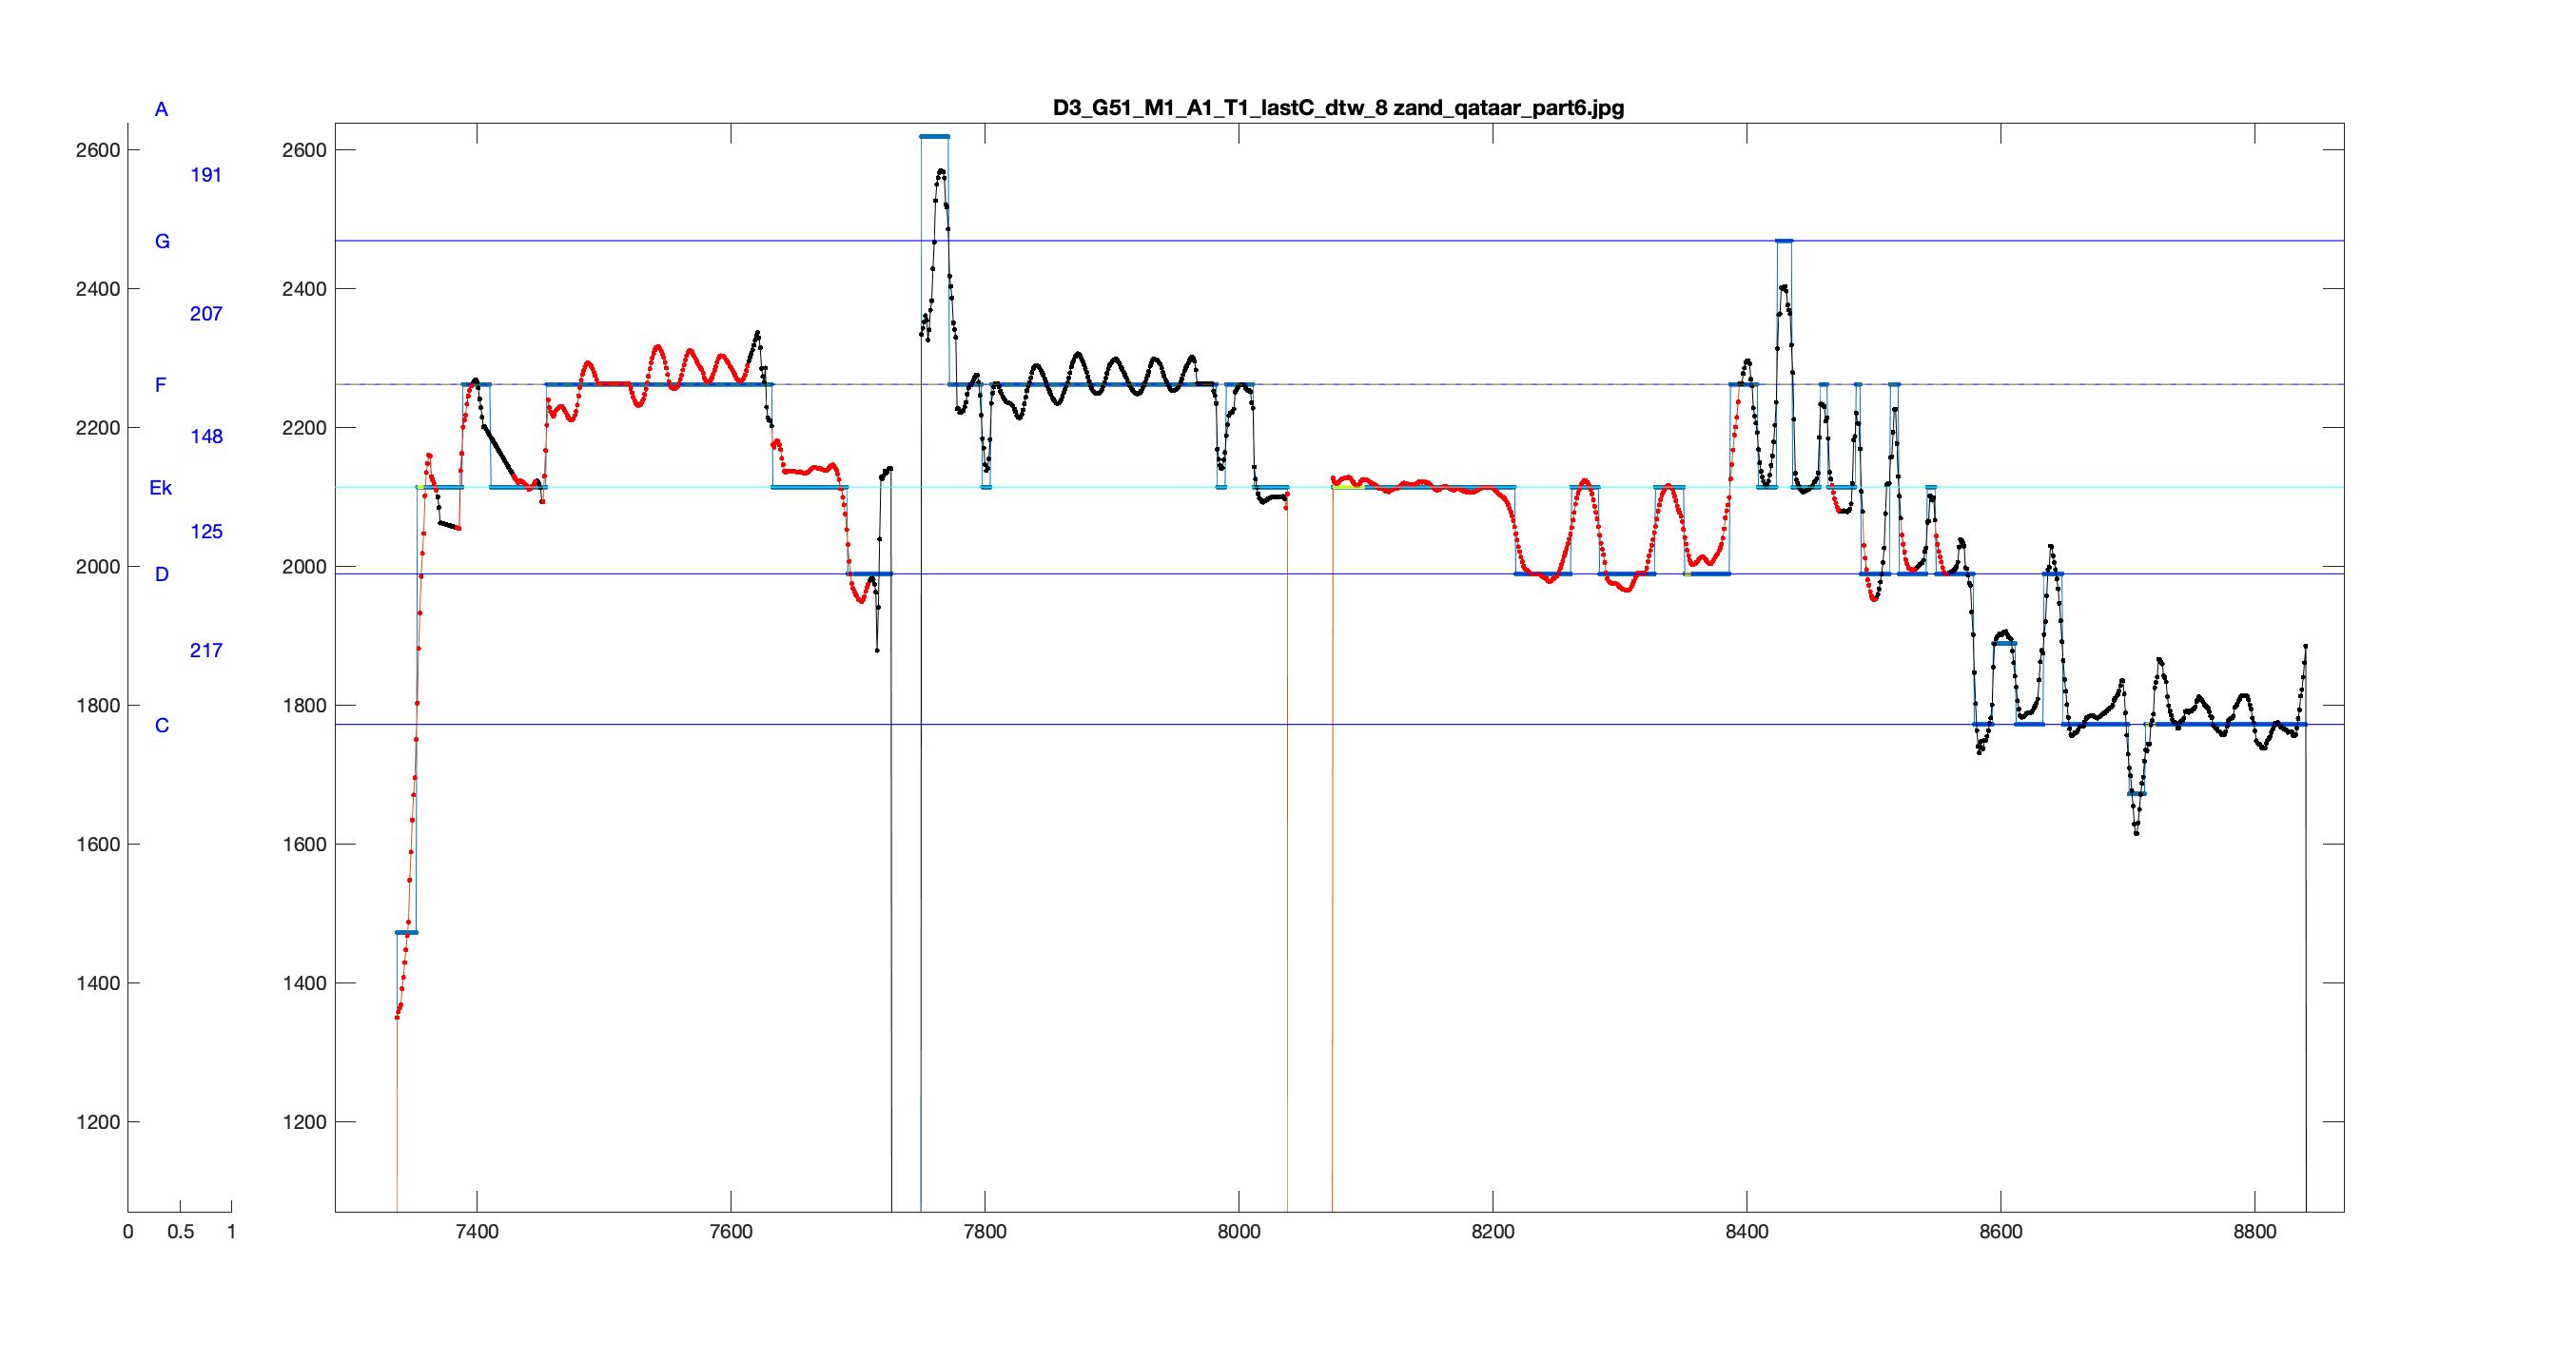 D3_G51_M1_A1_T1_lastC_dtw_8 zand_qataar_part6.jpg
A
2600 2600
191
G
2400 2400
207
F
2200 148 2200
Ek
125
2000 2000
D
217
1800 1800
C
1600 1600
1400 1400
1200 1200
0 0.5 1 7400 7600 7800 8000 8200 8400 8600 8800